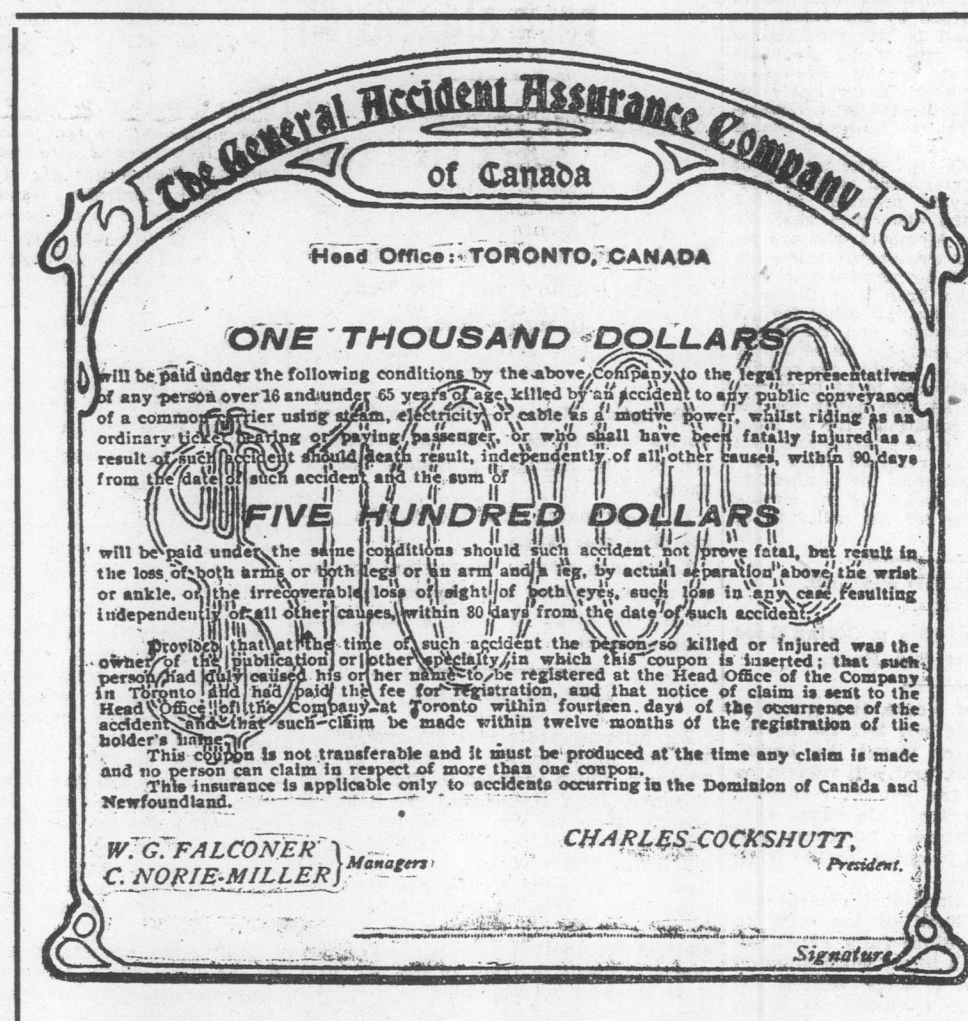 The General Accident Assurance Company
of Canada
Head Office: TORONTO, CANADA
ONE THOUSAND DOLLARS
will be paid under the following conditions by the above Company to the legal representatives
of any person over 16 and under 65 years of age, killed by an accident to any public conveyance
of a common carrier using steam, electricity or cable as a motive power, whilst riding as an
ordinary ticket bearing or paying passenger, or who shall have been fatally injured as a
result of such accident should death result, independently of all other causes, within 90 days
from the date of such accident and the sum of
FIVE HUNDRED DOLLARS
will be paid under the same conditions should such accident not prove fatal, but result in
the loss of both arms or both legs or an arm and a leg, by actual separation above the wrist
or ankle, or the irrecoverable loss of sight of both eyes, such loss in any case resulting
independently of all other causes, within 80 days from the date of such accident.
Provided that at the time of such accident the person so killed or injured was the
owner of the publication or other specialty in which this coupon is inserted; that such
person had duly caused his or her name to be registered at the Head Office of the Company
in Toronto and had paid the fee for registration, and that notice of claim is sent to the
Head Office of the Company at Toronto within fourteen days of the occurrence of the
accident and that such claim be made within twelve months of the registration of the
holder's name.
This coupon is not transferable and it must be produced at the time any claim is made
and no person can claim in respect of more than one coupon.
This insurance is applicable only to accidents occurring in the Dominion of Canada and
Newfoundland.
W. G. FALCONER
C. NORIE-MILLER } Managers
CHARLES COCKSHUTT,
President.
Signature
$1000